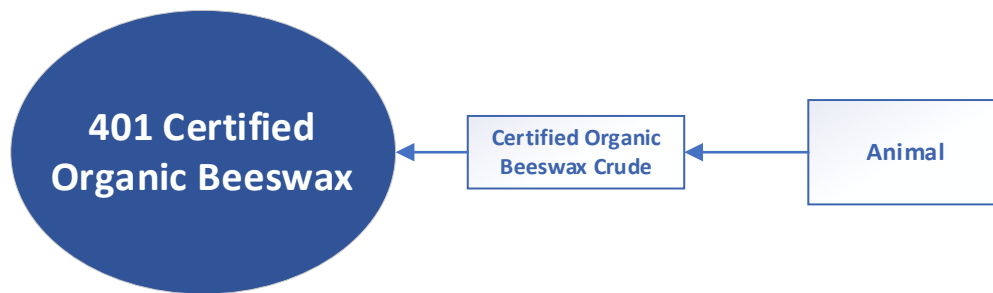 401 Certified
Organic Beeswax
Certified Organic
Beeswax Crude
Animal